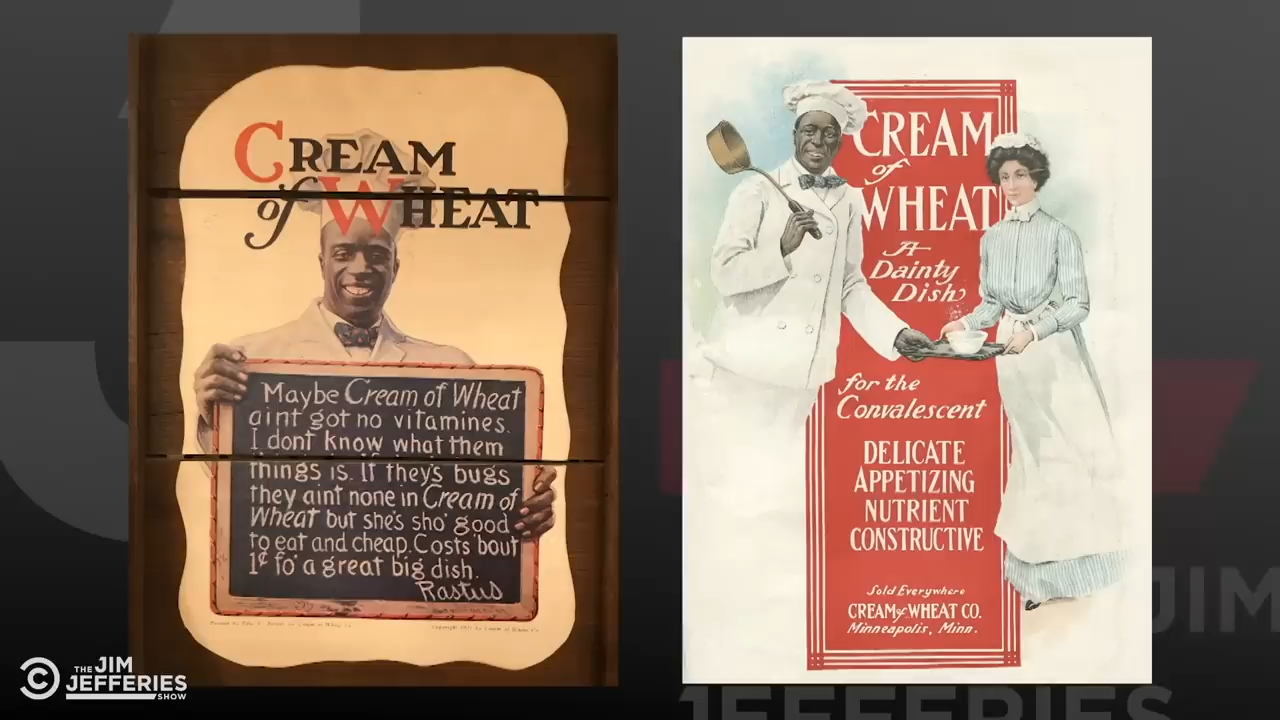 CREAM
of WHEAT
Maybe Cream of Wheat
aint got no vitamines.
I dont know what them
things is. If they's bugs
they aint none in Cream of
Wheat but she's sho' good
to eat and cheap. Costs 'bout
1¢ fo' a great big dish.
Rastus
CREAM
of
WHEAT
A
Dainty
Dish
for the
Convalescent
DELICATE
APPETIZING
NUTRIENT
CONSTRUCTIVE
Sold Everywhere
CREAM of WHEAT CO.
Minneapolis, Minn.
THE JIM
JEFFERIES
SHOW
JIM
JEFFERIES